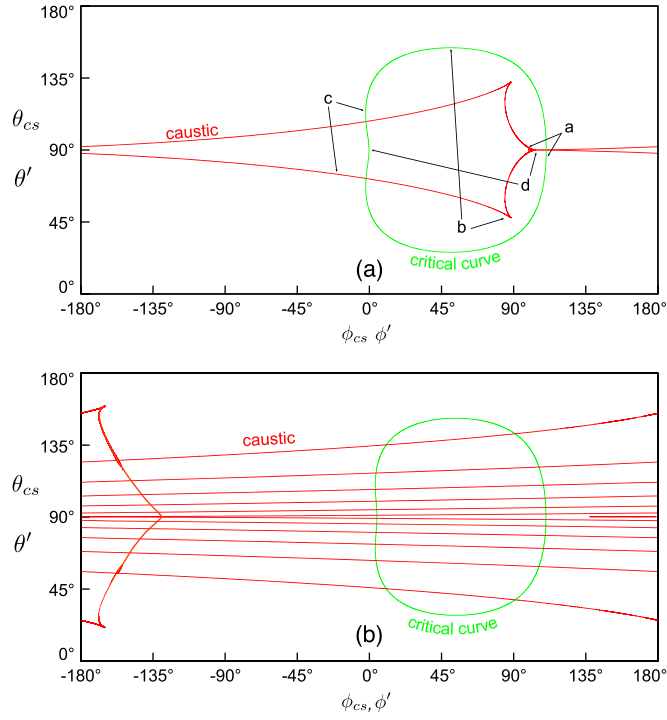 180°
135°
90°
45°
0°
θcs
θ′
caustic
c
a
d
b
critical curve
(a)
-180° -135° -90° -45° 0° 45° 90° 135° 180°
ϕcs ϕ′
180°
135°
90°
45°
0°
θcs
θ′
caustic
critical curve
(b)
-180° -135° -90° -45° 0° 45° 90° 135° 180°
ϕcs, ϕ′